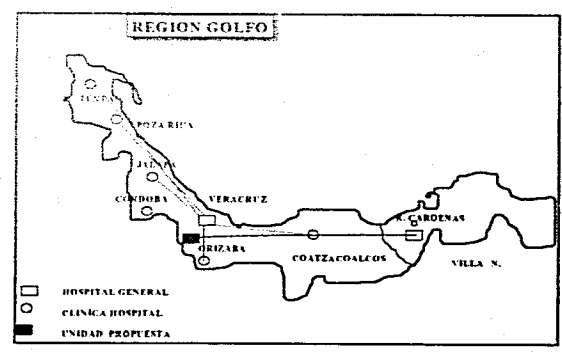 REGION GOLFO
POZA RICA
JALAPA
CORDOBA
VERACRUZ
CARDENAS
ORIZABA
COATZACOALCOS
VILLA N.
HOSPITAL GENERAL
CLINICA HOSPITAL
UNIDAD PROPUESTA